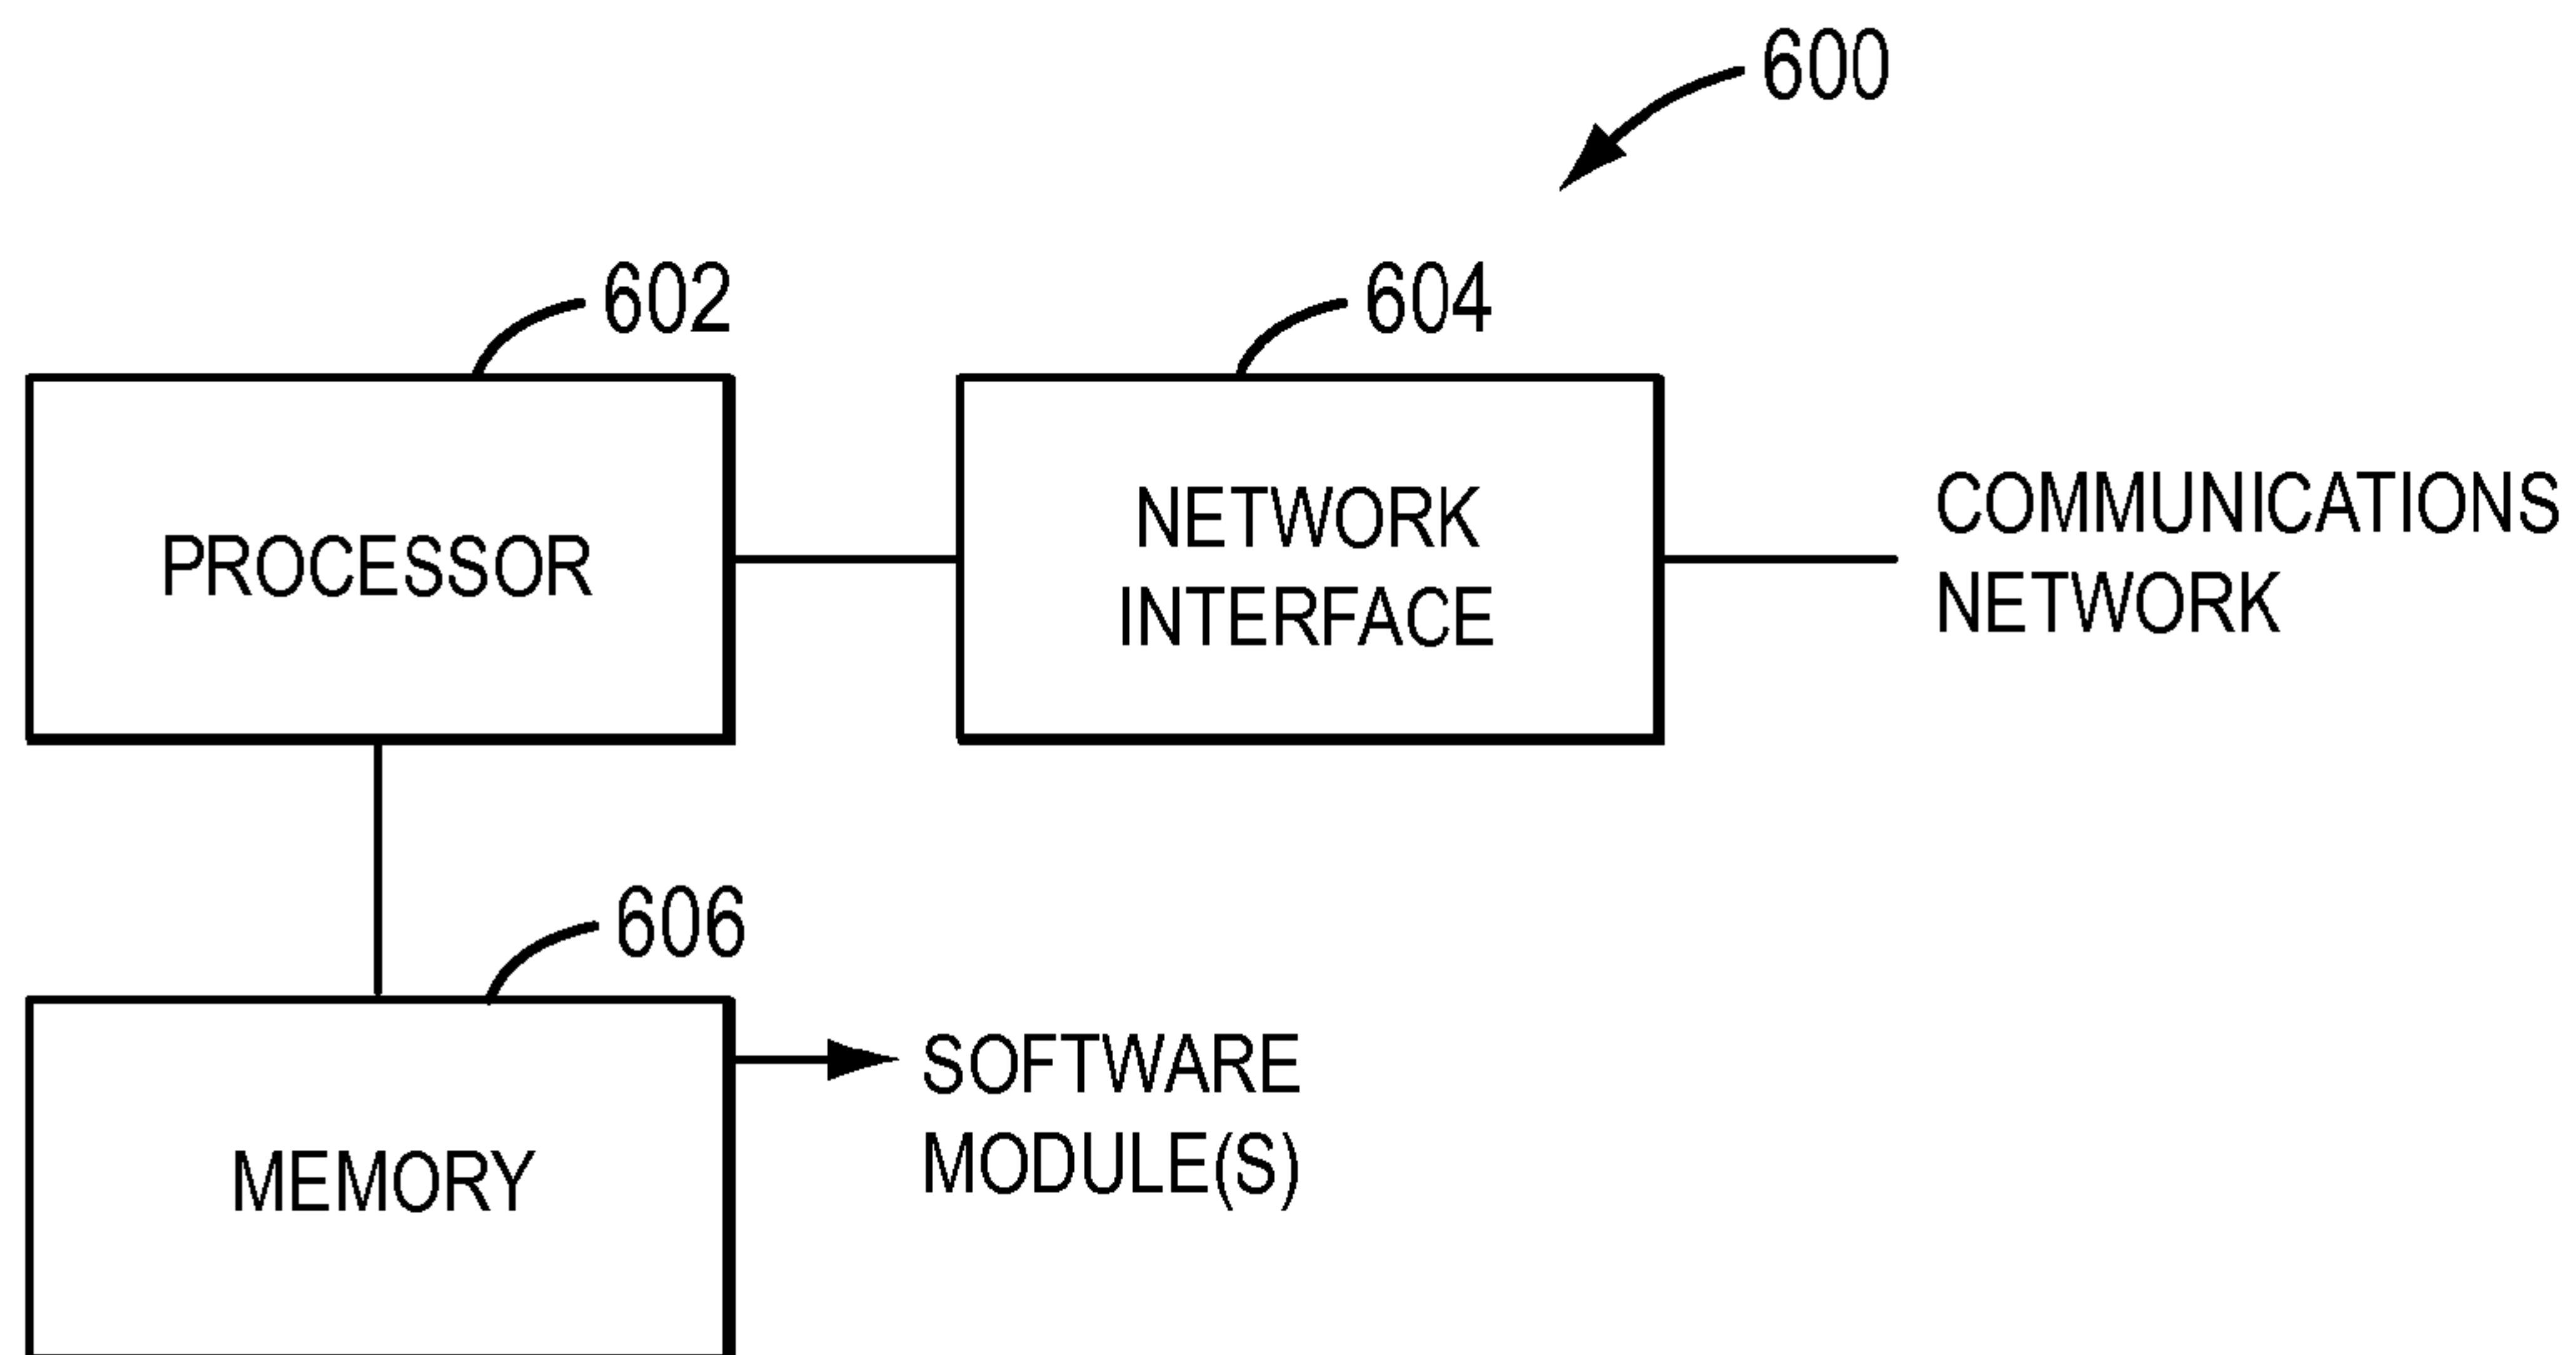 600
602
604
PROCESSOR
NETWORK
INTERFACE
COMMUNICATIONS
NETWORK
606
MEMORY
SOFTWARE
MODULE(S)